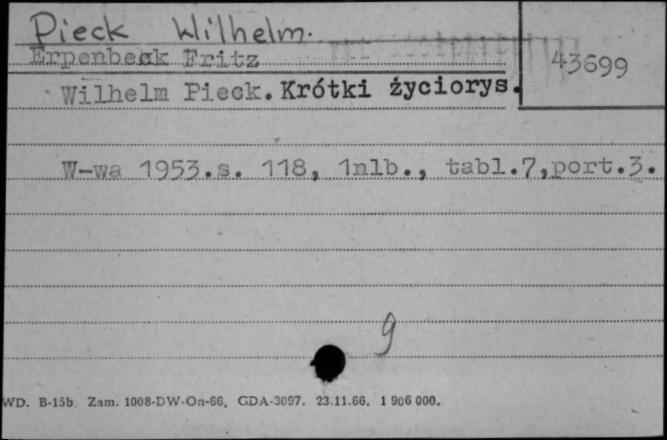 Pieck Wilhelm.
Erpenbeck Fritz
43699
Wilhelm Pieck. Krótki życiorys.
W-wa 1953.s. 118, 1nlb., tabl.7,port.3.
9
WD. B-15b. Zam. 1008-DW-On-66. GDA-3097. 23.11.66. 1 906 000.